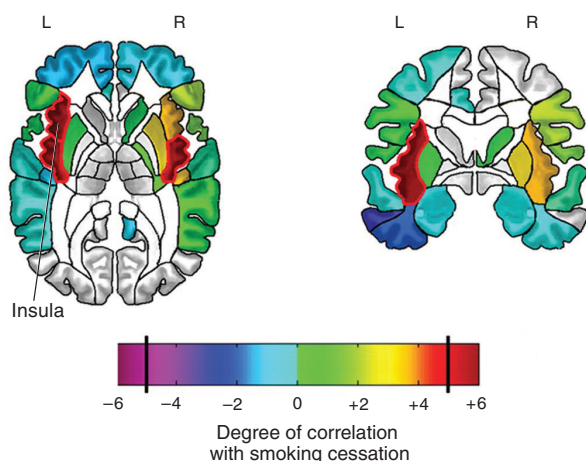 L R L R
Insula
−6 −4 −2 0 +2 +4 +6
Degree of correlation
with smoking cessation